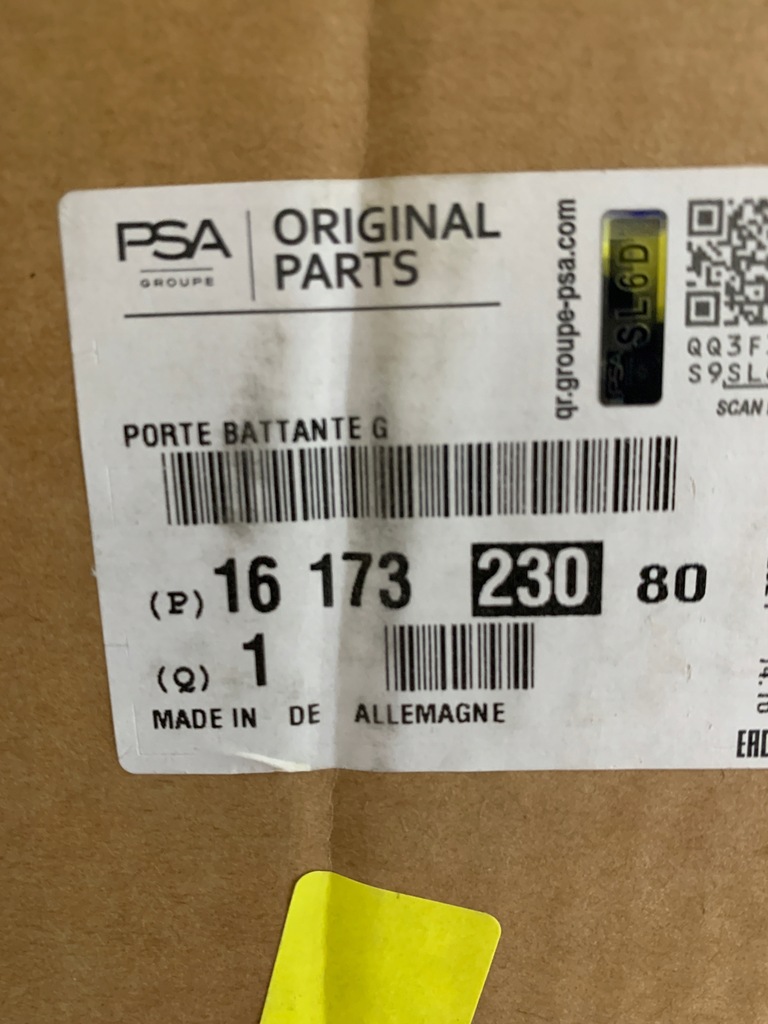 PSA
GROUPE
ORIGINAL
PARTS
qr.groupe-psa.com
PSA
SL6D
QQ3F
S9SL
SCAN
PORTE BATTANTE G
(P) 16 173 230 80
(Q) 1
MADE IN DE ALLEMAGNE
EAC